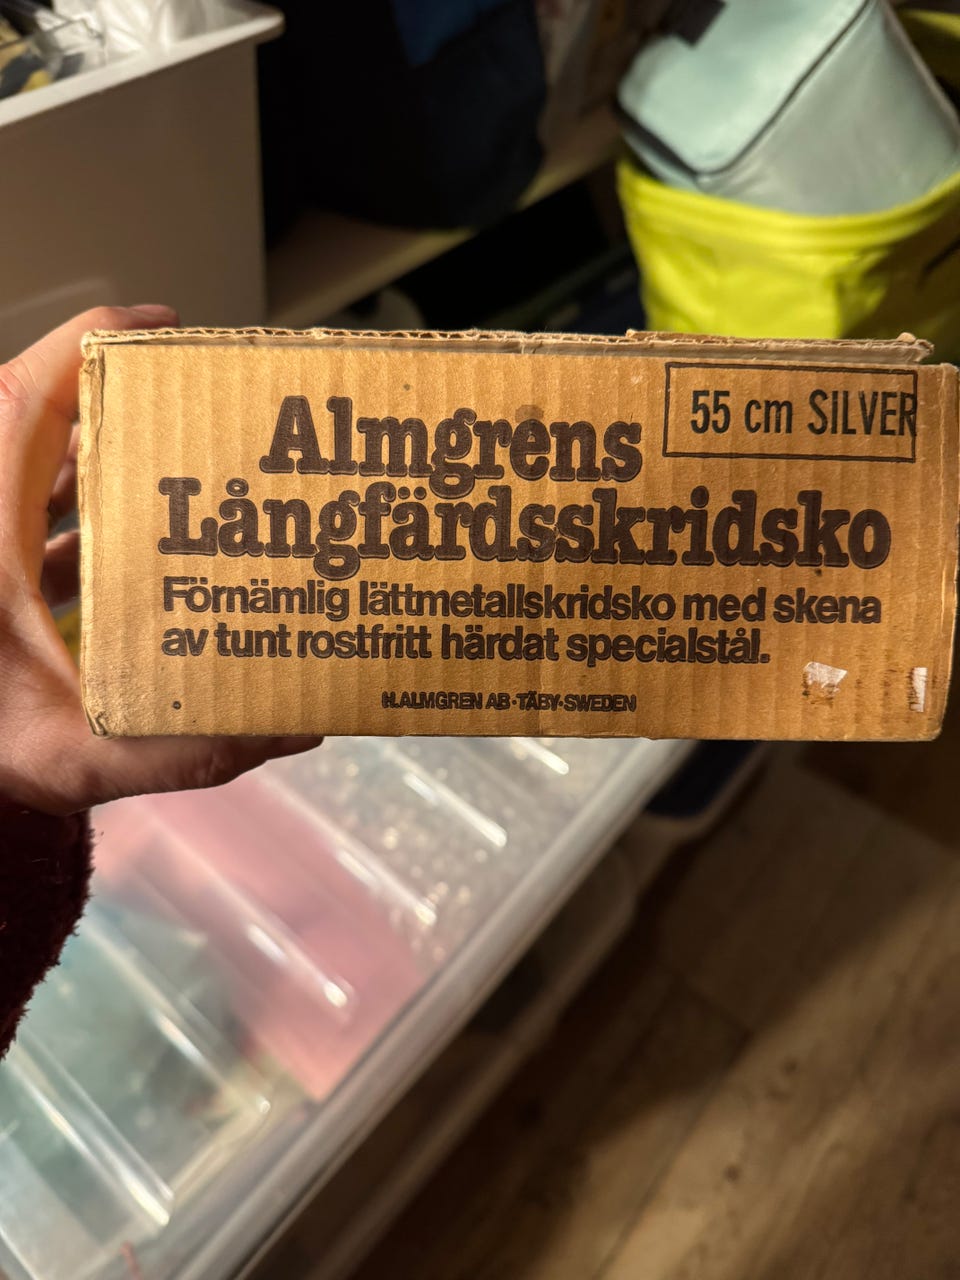 55 cm SILVER
Almgrens
Långfärdsskridsko
Förnämlig lättmetallskridsko med skena
av tunt rostfritt härdat specialstål.
H.ALMGREN AB·TÄBY·SWEDEN